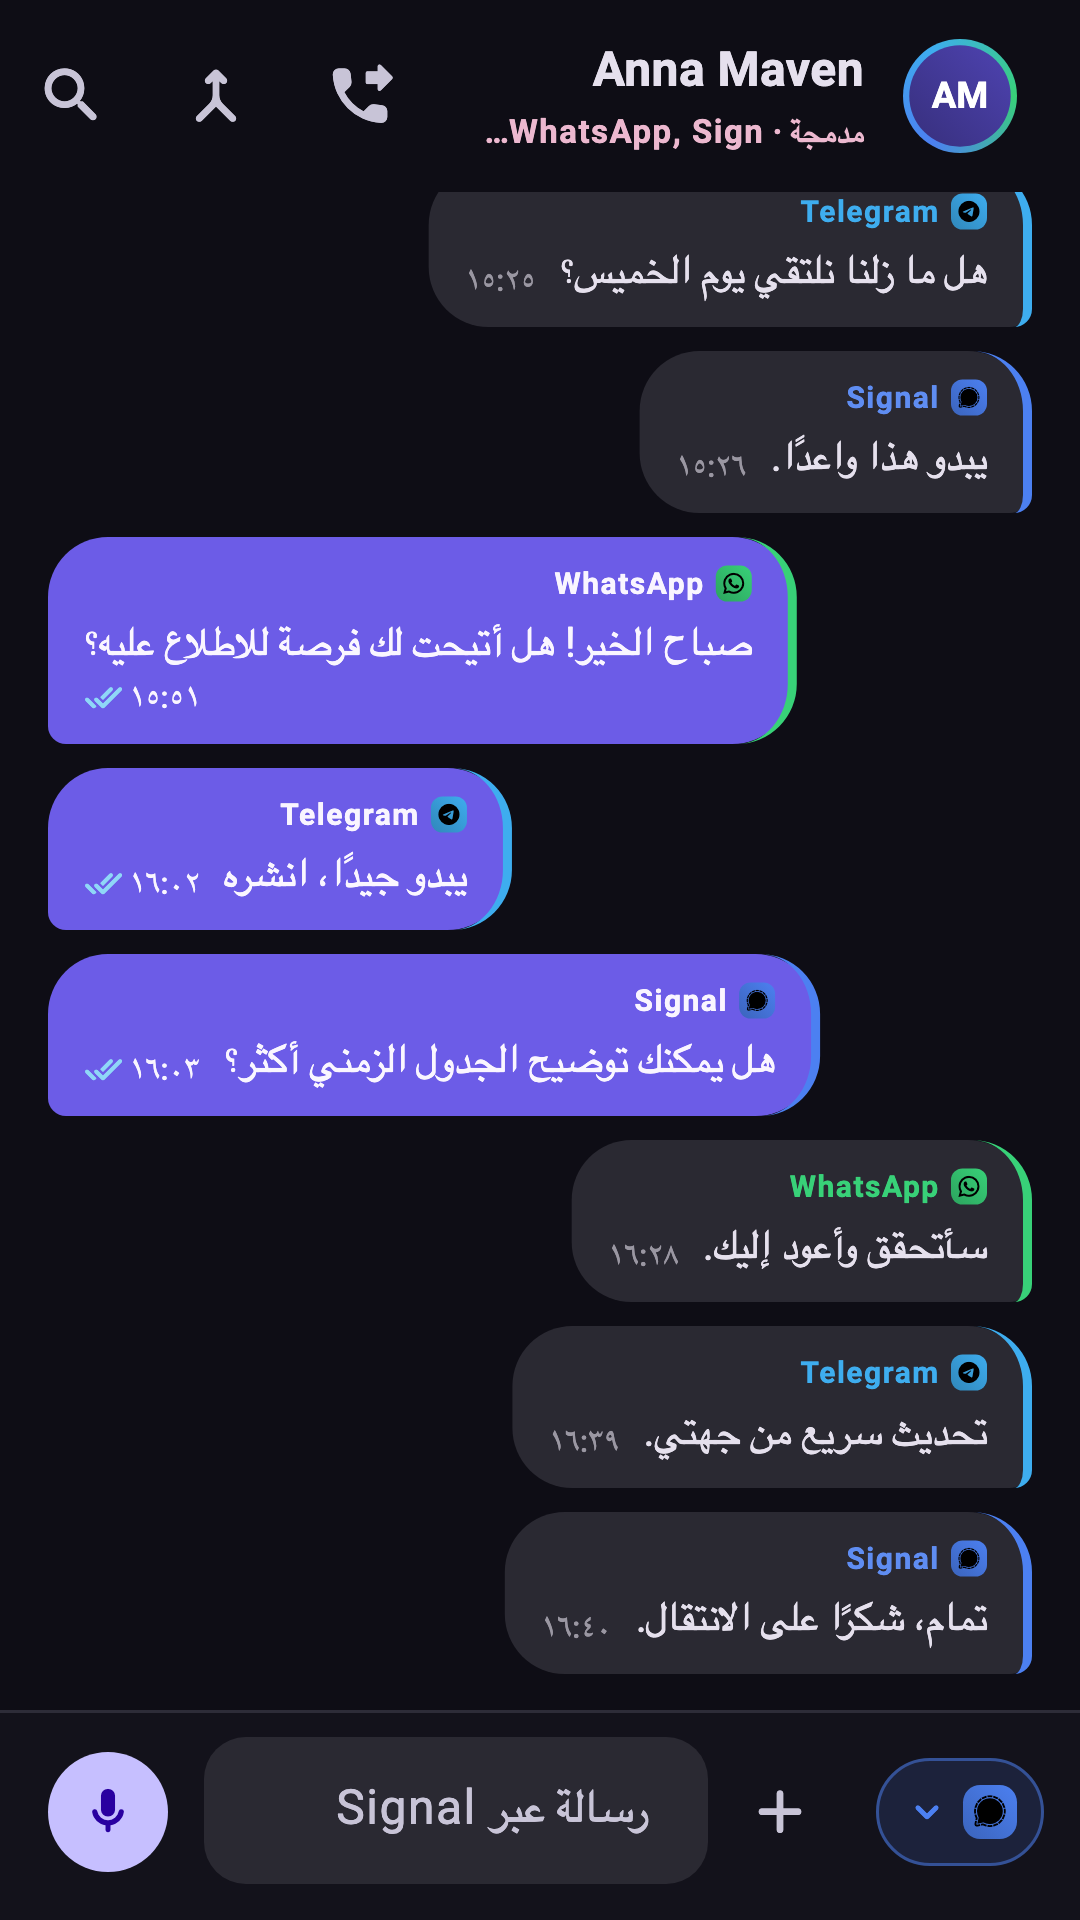 Anna Maven
AM
مدمجة · WhatsApp, Sign…
Telegram
هل ما زلنا نلتقي يوم الخميس؟ ١٥:٢٥
Signal
يبدو هذا واعدًا. ١٥:٢٦
WhatsApp
صباح الخير! هل أتيحت لك فرصة للاطلاع عليه؟
١٥:٥١
Telegram
يبدو جيدًا، انشره ١٦:٠٢
Signal
هل يمكنك توضيح الجدول الزمني أكثر؟ ١٦:٠٣
WhatsApp
سأتحقق وأعود إليك. ١٦:٢٨
Telegram
تحديث سريع من جهتي. ١٦:٣٩
Signal
تمام، شكرًا على الانتقال. ١٦:٤٠
رسالة عبر Signal